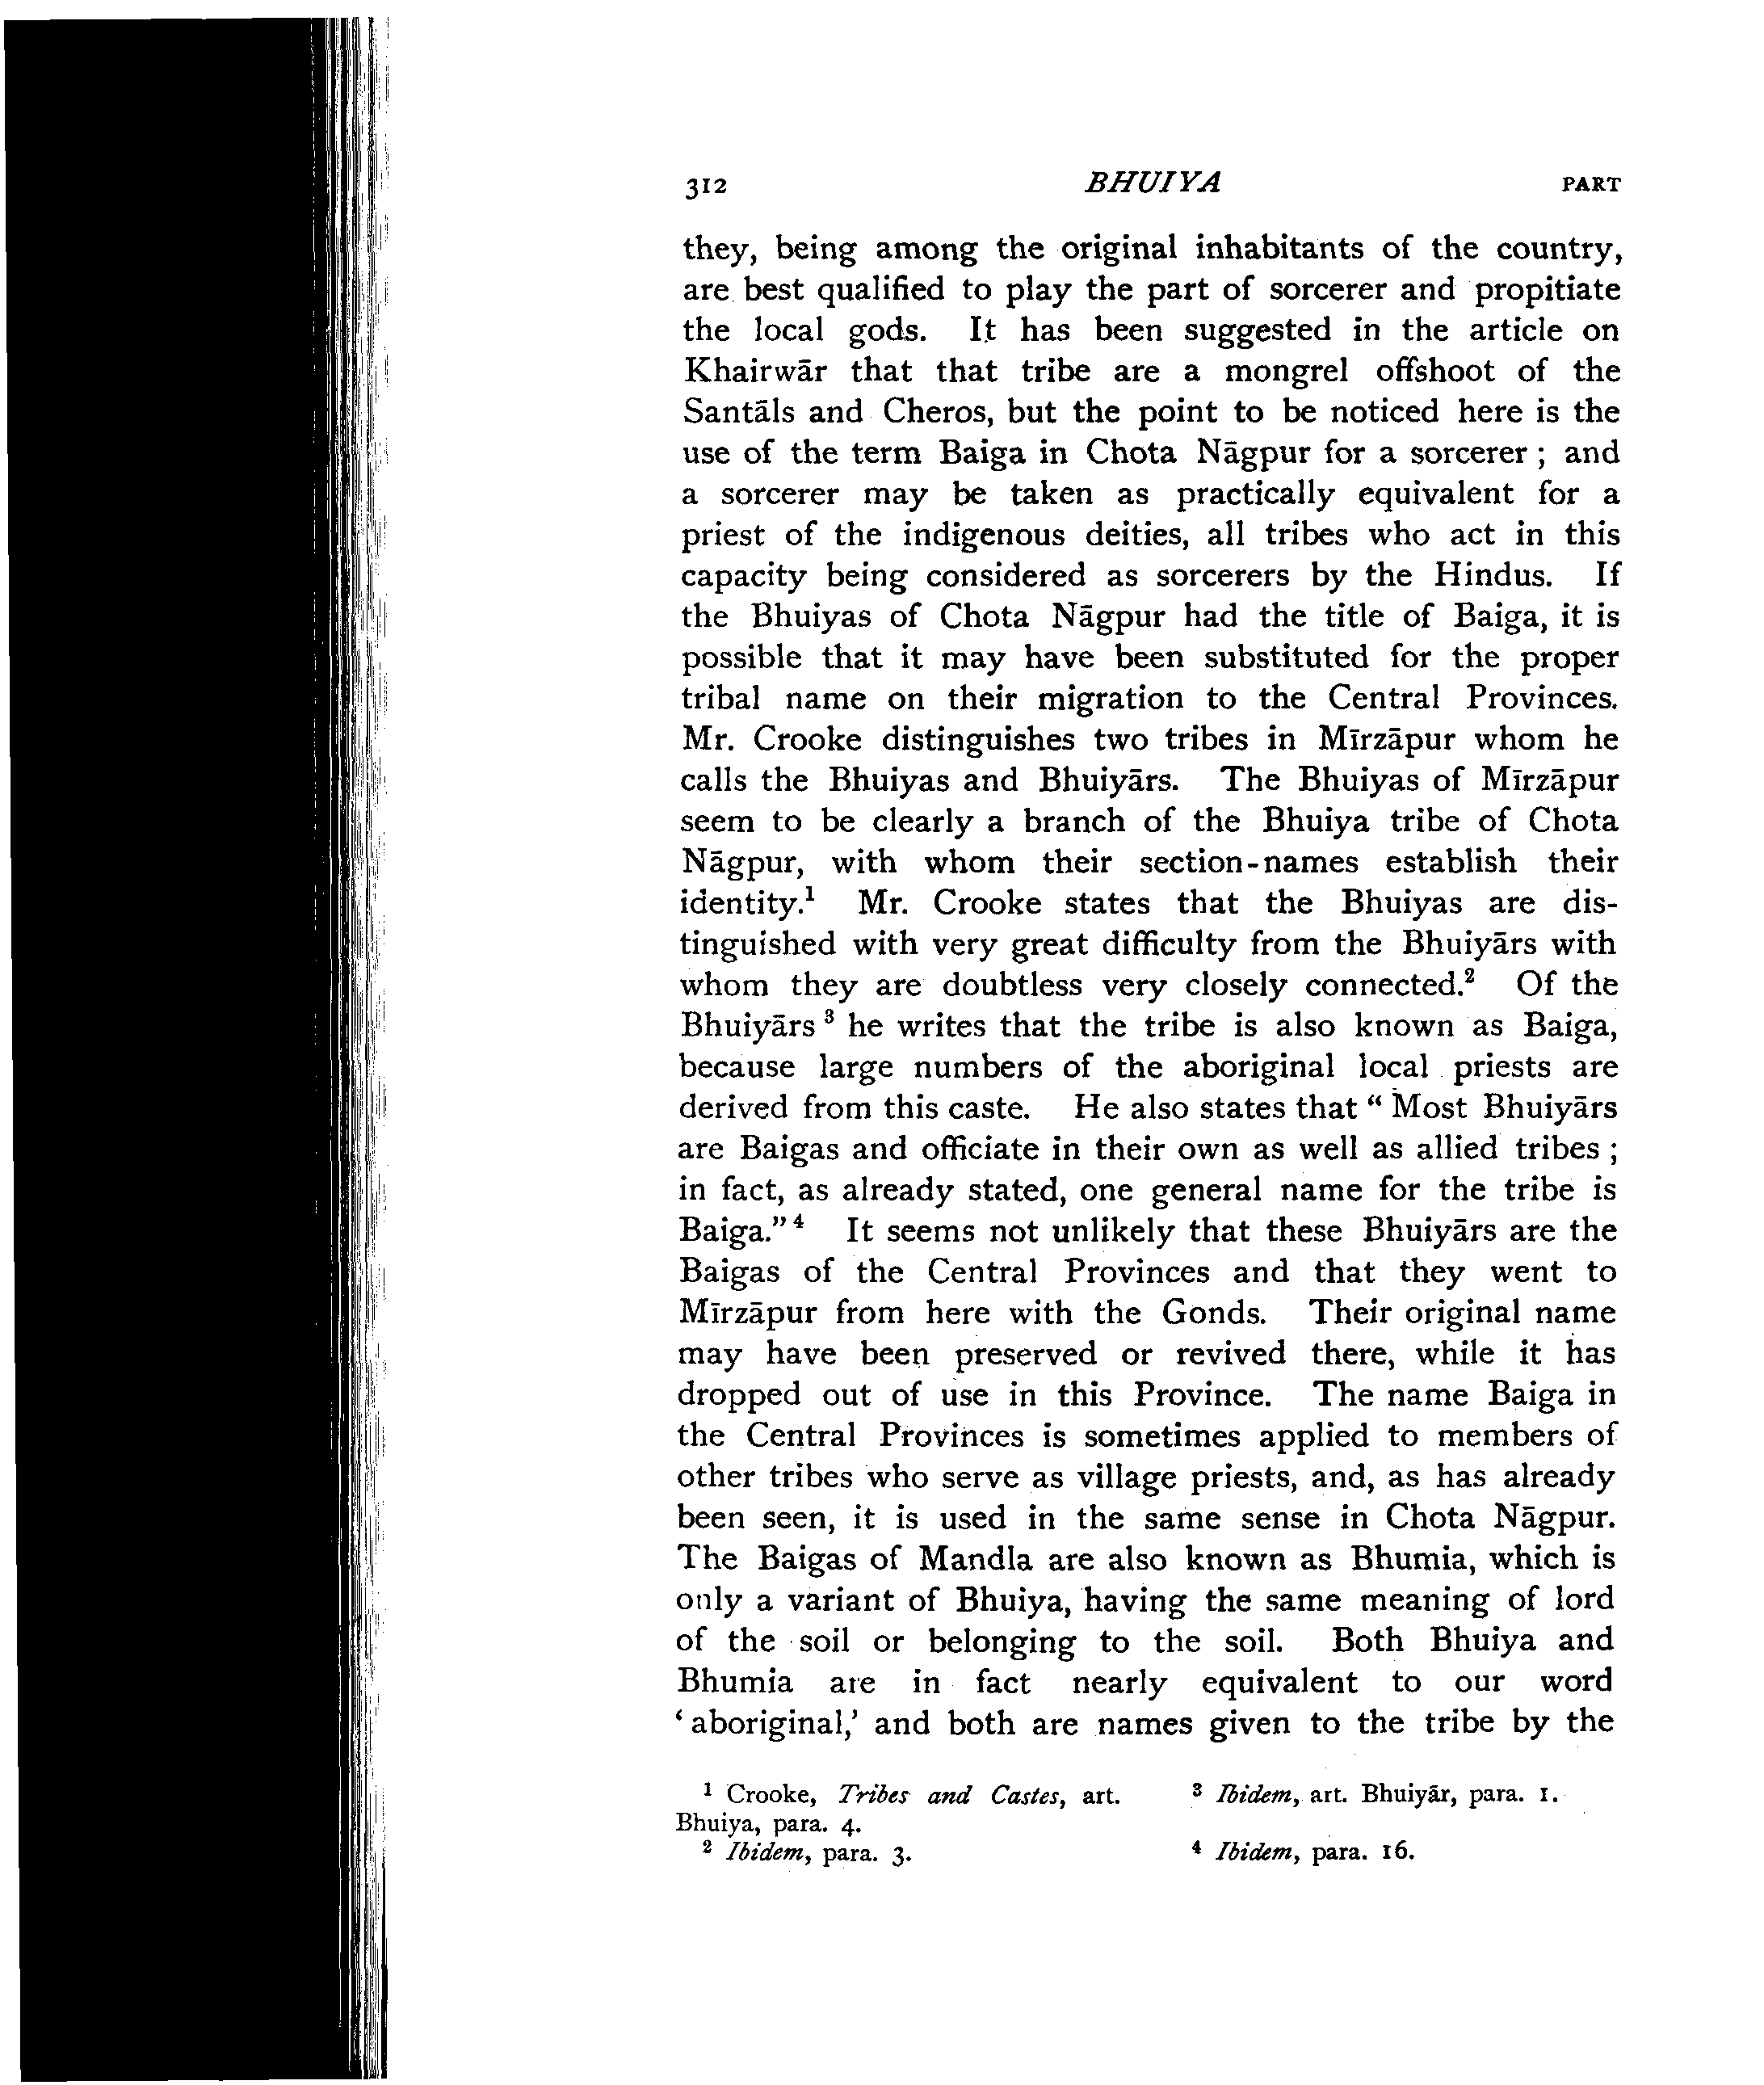 312 BHUIYA PART
they, being among the original inhabitants of the country,
are best qualified to play the part of sorcerer and propitiate
the local gods. It has been suggested in the article on
Khairwār that that tribe are a mongrel offshoot of the
Santāls and Cheros, but the point to be noticed here is the
use of the term Baiga in Chota Nāgpur for a sorcerer ; and
a sorcerer may be taken as practically equivalent for a
priest of the indigenous deities, all tribes who act in this
capacity being considered as sorcerers by the Hindus. If
the Bhuiyas of Chota Nāgpur had the title of Baiga, it is
possible that it may have been substituted for the proper
tribal name on their migration to the Central Provinces.
Mr. Crooke distinguishes two tribes in Mīrzāpur whom he
calls the Bhuiyas and Bhuiyārs. The Bhuiyas of Mīrzāpur
seem to be clearly a branch of the Bhuiya tribe of Chota
Nāgpur, with whom their section-names establish their
identity.¹ Mr. Crooke states that the Bhuiyas are dis-
tinguished with very great difficulty from the Bhuiyārs with
whom they are doubtless very closely connected.² Of the
Bhuiyārs ³ he writes that the tribe is also known as Baiga,
because large numbers of the aboriginal local priests are
derived from this caste. He also states that “ Most Bhuiyārs
are Baigas and officiate in their own as well as allied tribes ;
in fact, as already stated, one general name for the tribe is
Baiga.” ⁴ It seems not unlikely that these Bhuiyārs are the
Baigas of the Central Provinces and that they went to
Mīrzāpur from here with the Gonds. Their original name
may have been preserved or revived there, while it has
dropped out of use in this Province. The name Baiga in
the Central Provinces is sometimes applied to members of
other tribes who serve as village priests, and, as has already
been seen, it is used in the same sense in Chota Nāgpur.
The Baigas of Mandla are also known as Bhumia, which is
only a variant of Bhuiya, having the same meaning of lord
of the soil or belonging to the soil. Both Bhuiya and
Bhumia are in fact nearly equivalent to our word
‘ aboriginal,’ and both are names given to the tribe by the
¹ Crooke, Tribes and Castes, art.
Bhuiya, para. 4.
² Ibidem, para. 3.
³ Ibidem, art. Bhuiyār, para. 1.
⁴ Ibidem, para. 16.